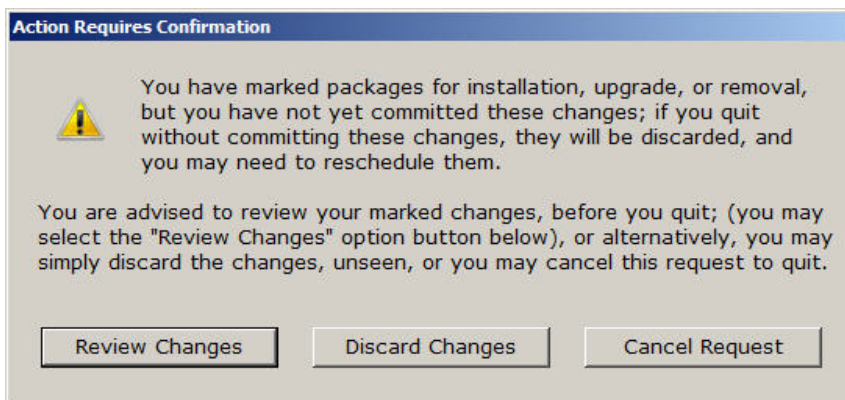 Action Requires Confirmation
You have marked packages for installation, upgrade, or removal,
but you have not yet committed these changes; if you quit
without committing these changes, they will be discarded, and
you may need to reschedule them.
You are advised to review your marked changes, before you quit; (you may
select the "Review Changes" option button below), or alternatively, you may
simply discard the changes, unseen, or you may cancel this request to quit.
Review Changes Discard Changes Cancel Request